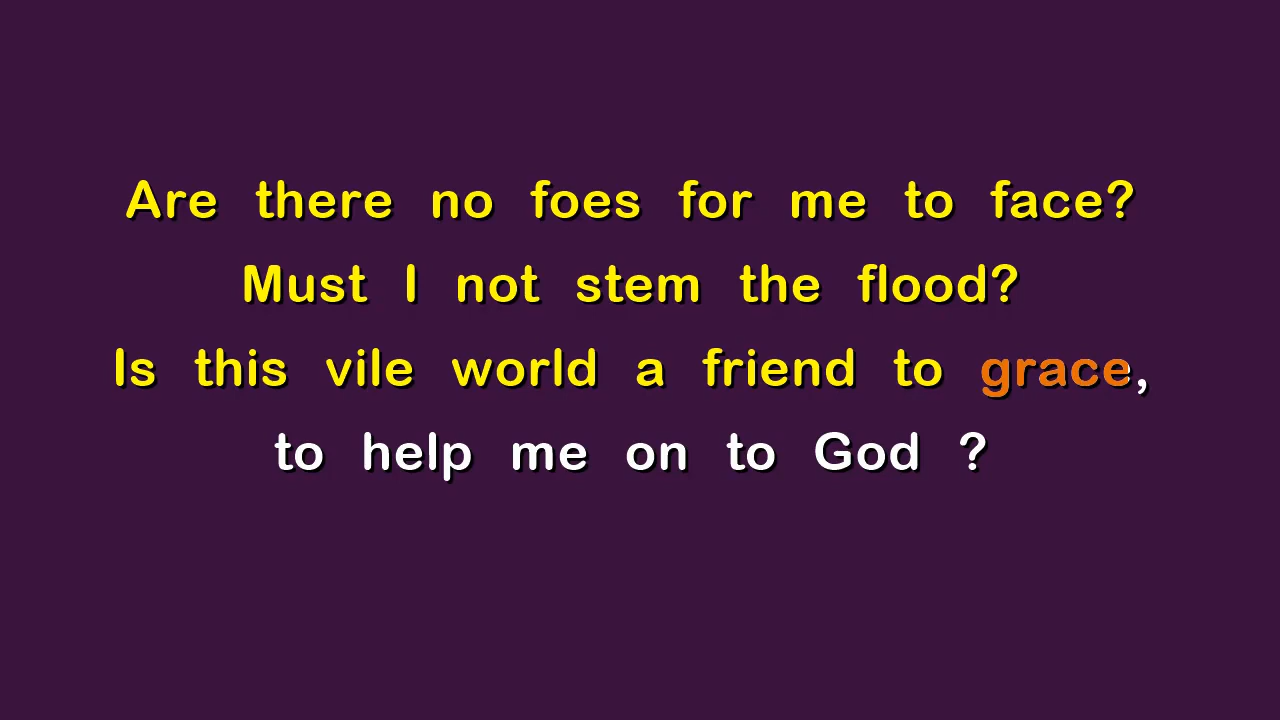 Are there no foes for me to face?
Must I not stem the flood?
Is this vile world a friend to grace,
to help me on to God ?